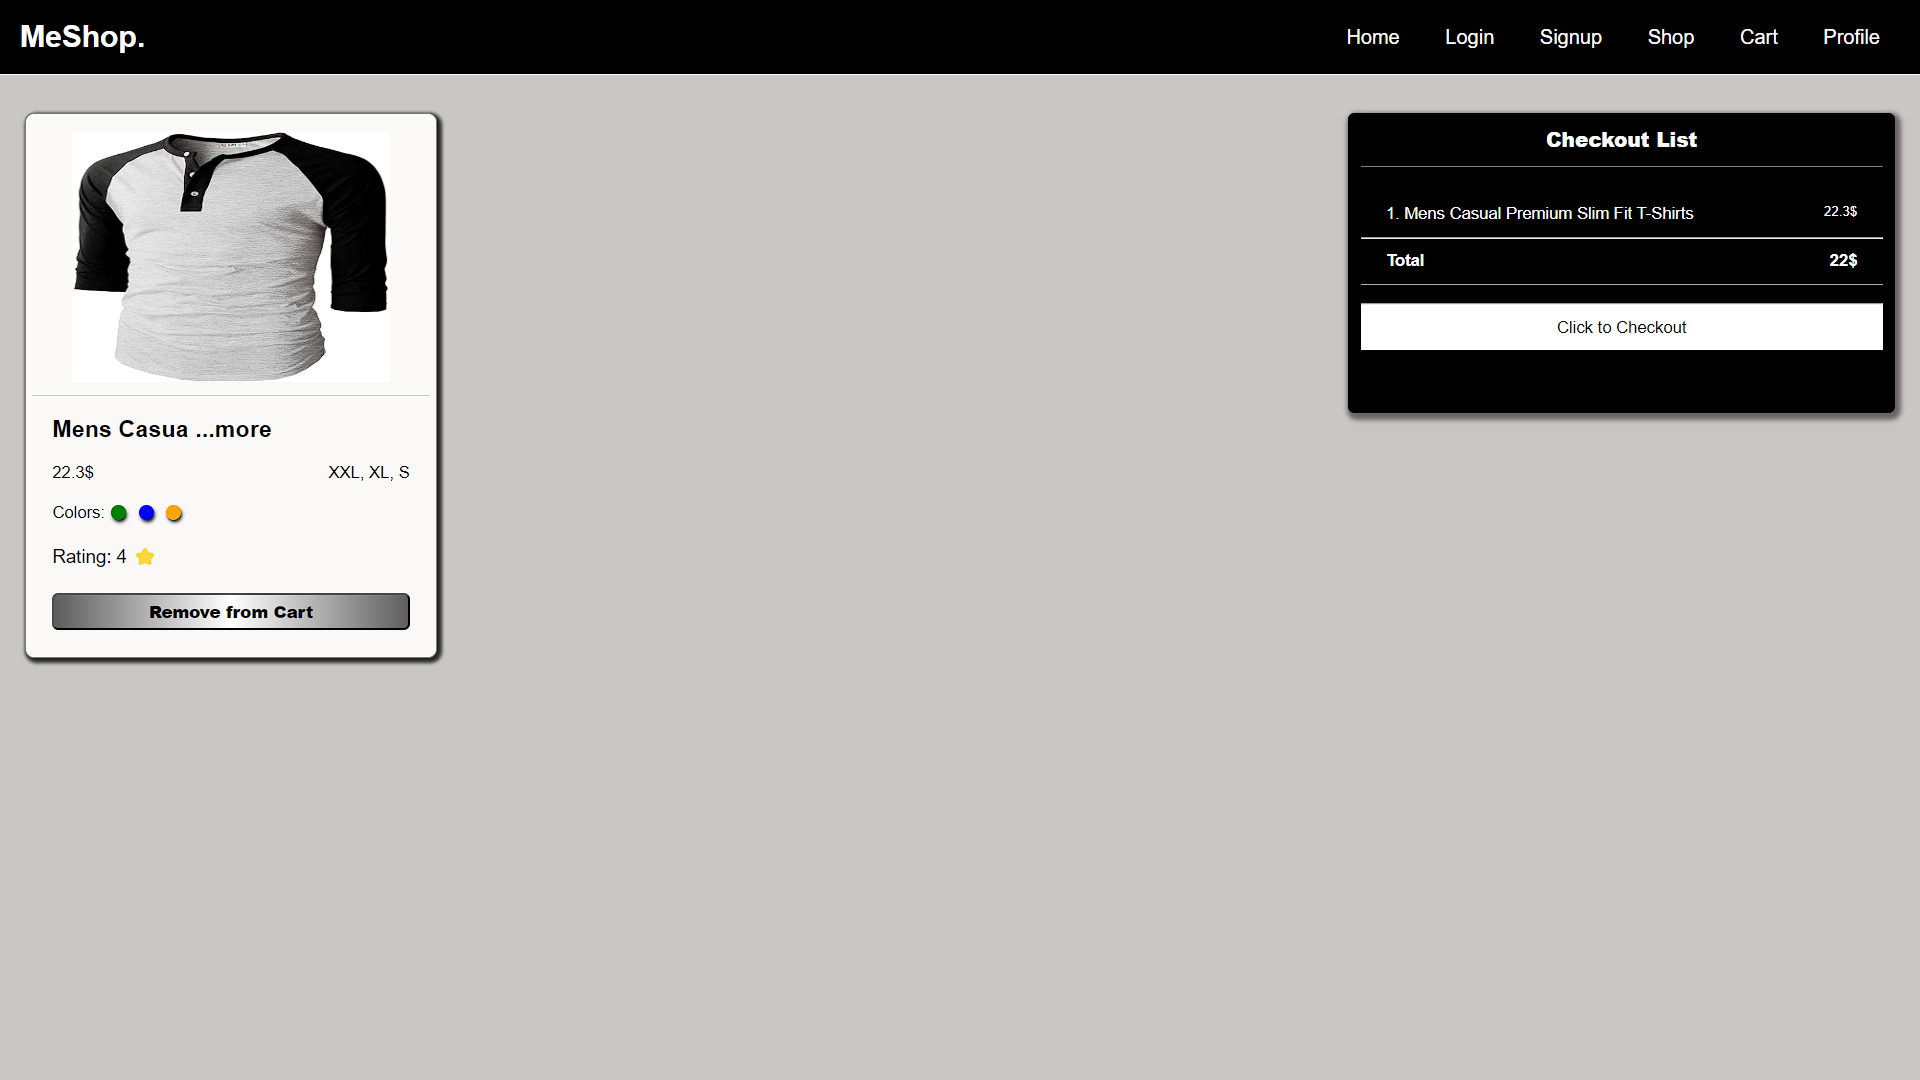 MeShop.
Home Login Signup Shop Cart Profile
Mens Casua ...more
22.3$ XXL, XL, S
Colors:
Rating: 4
Remove from Cart
Checkout List
1. Mens Casual Premium Slim Fit T-Shirts 22.3$
Total 22$
Click to Checkout